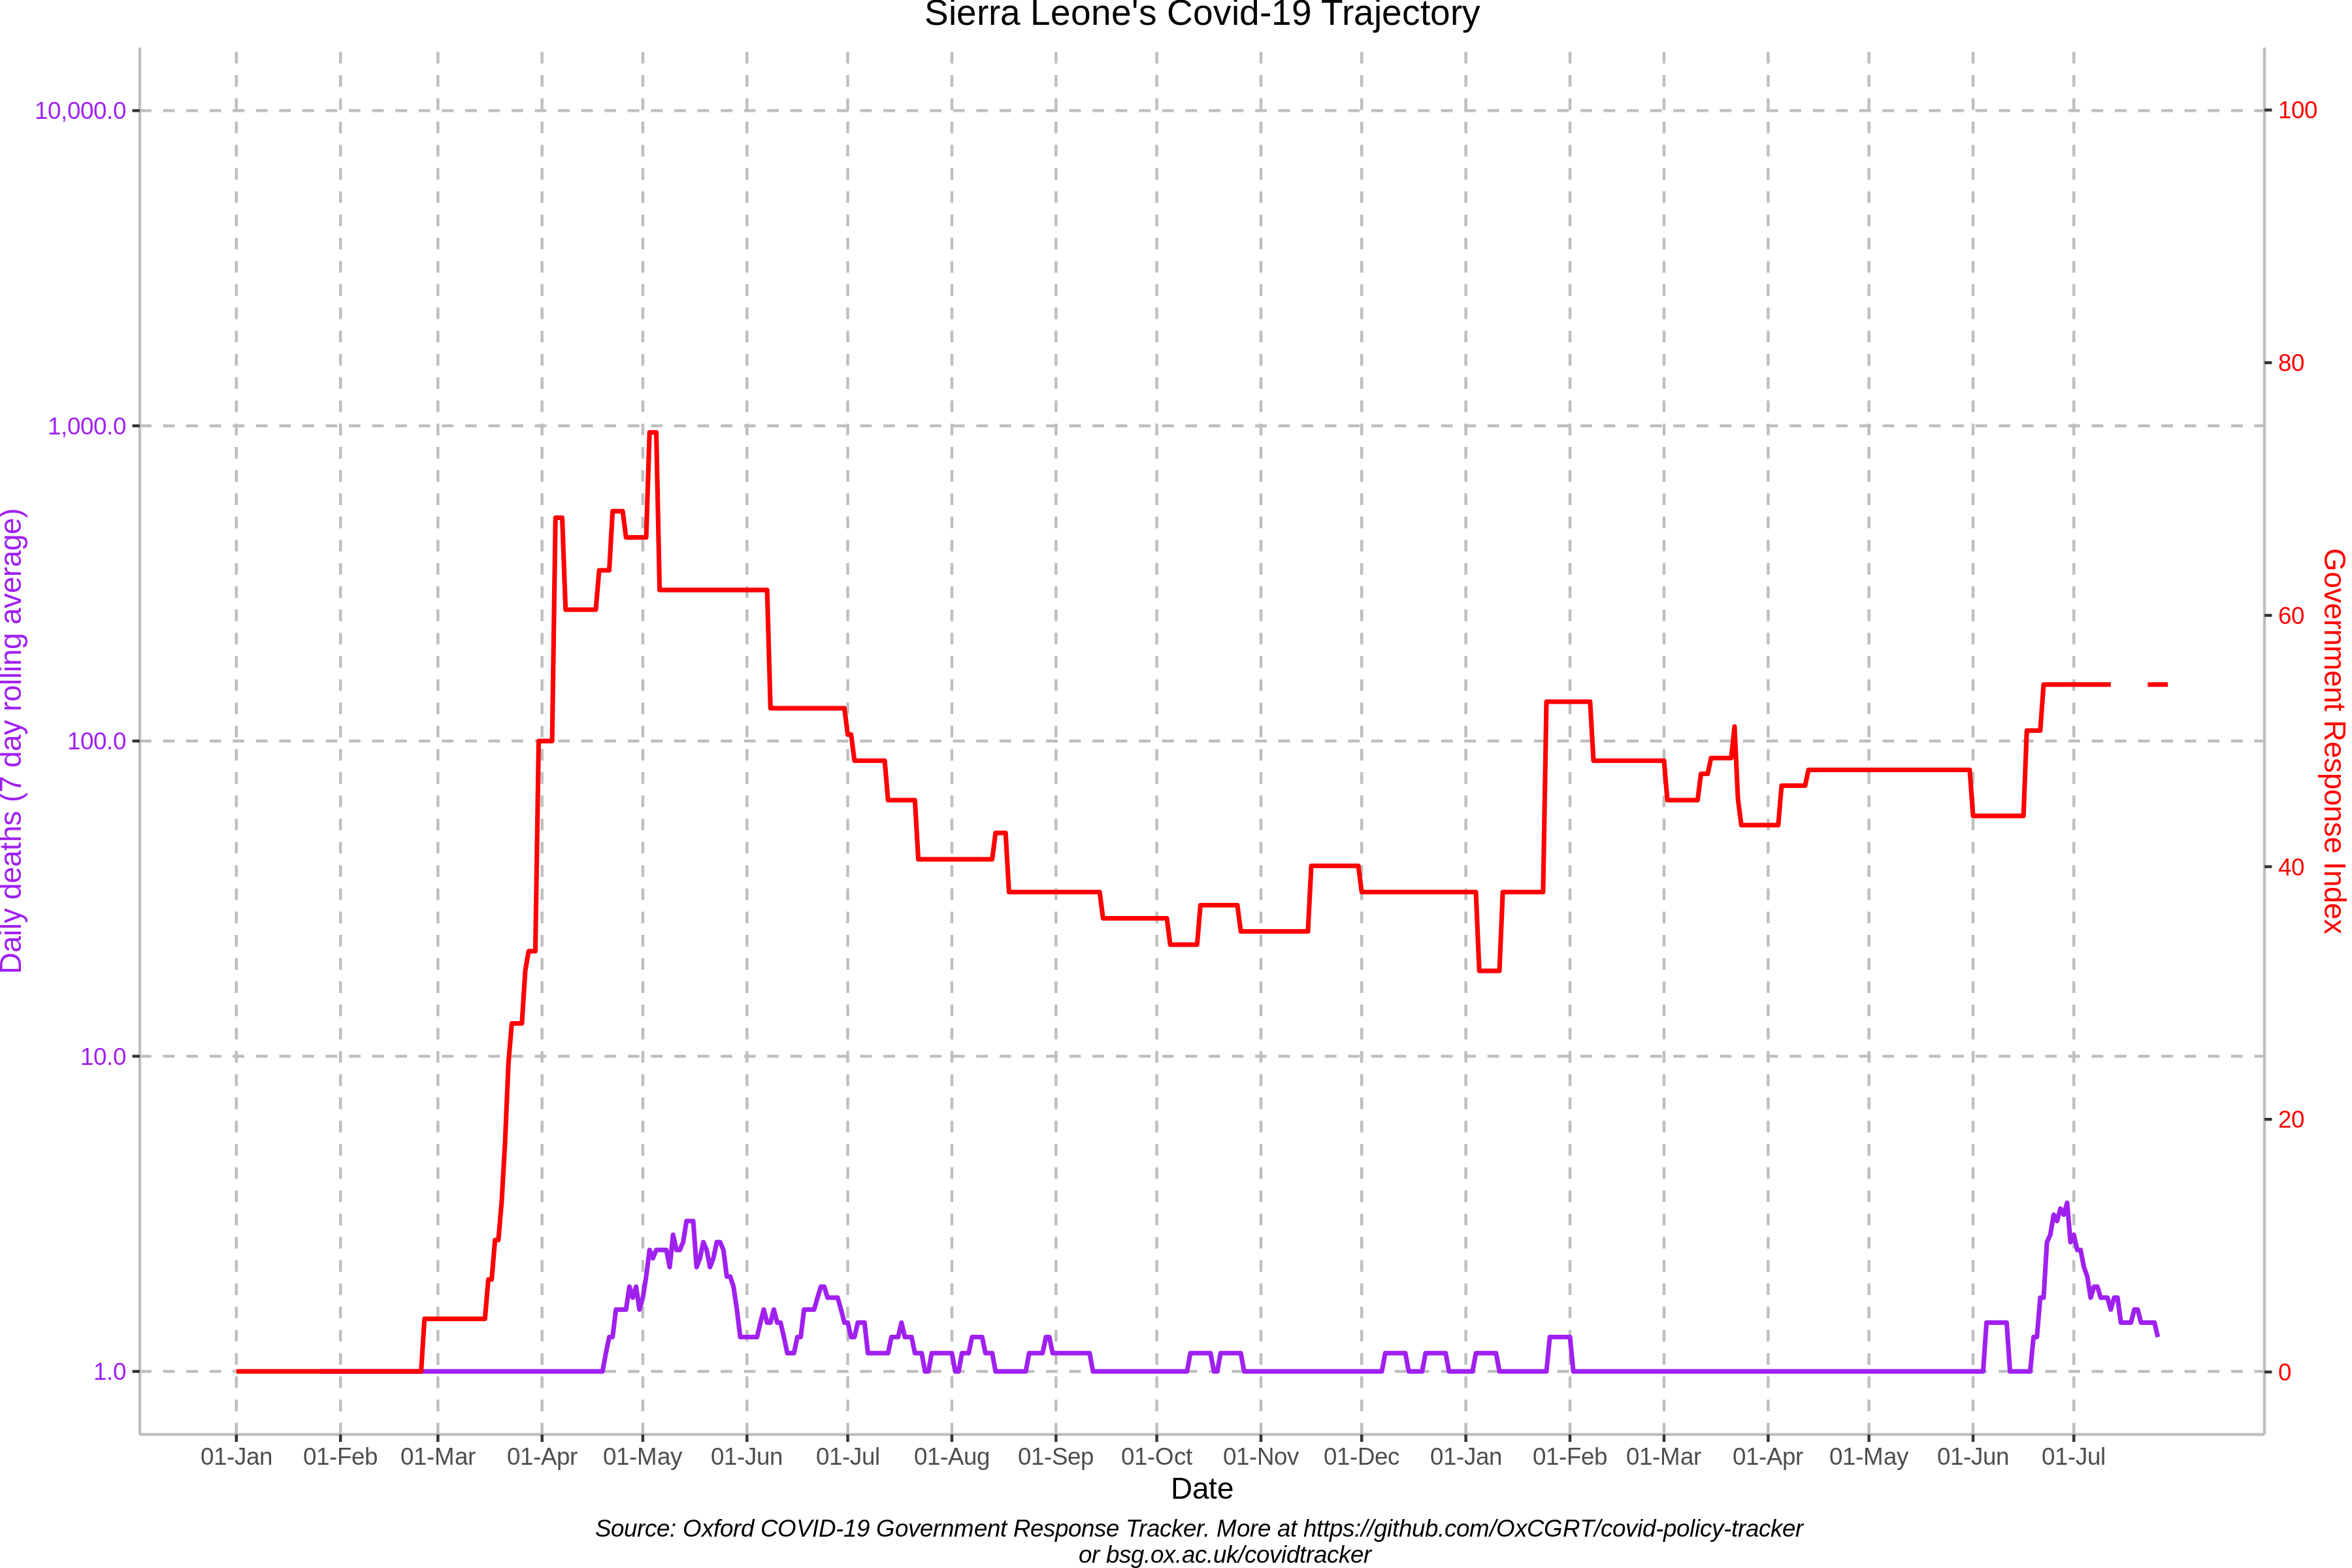 Sierra Leone's Covid-19 Trajectory
10,000.0
1,000.0
100.0
10.0
1.0
Daily deaths (7 day rolling average)
100
80
60
40
20
0
Government Response Index
01-Jan 01-Feb 01-Mar 01-Apr 01-May 01-Jun 01-Jul 01-Aug 01-Sep 01-Oct 01-Nov 01-Dec 01-Jan 01-Feb 01-Mar 01-Apr 01-May 01-Jun 01-Jul
Date
Source: Oxford COVID-19 Government Response Tracker. More at https://github.com/OxCGRT/covid-policy-tracker
or bsg.ox.ac.uk/covidtracker